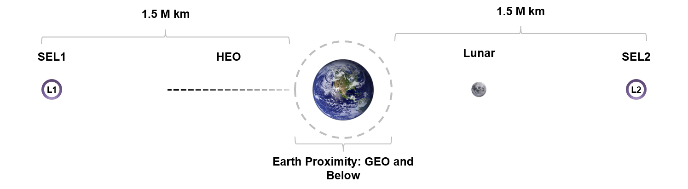 1.5 M km
1.5 M km
SEL1
HEO
Lunar
SEL2
L1
L2
Earth Proximity: GEO and
Below